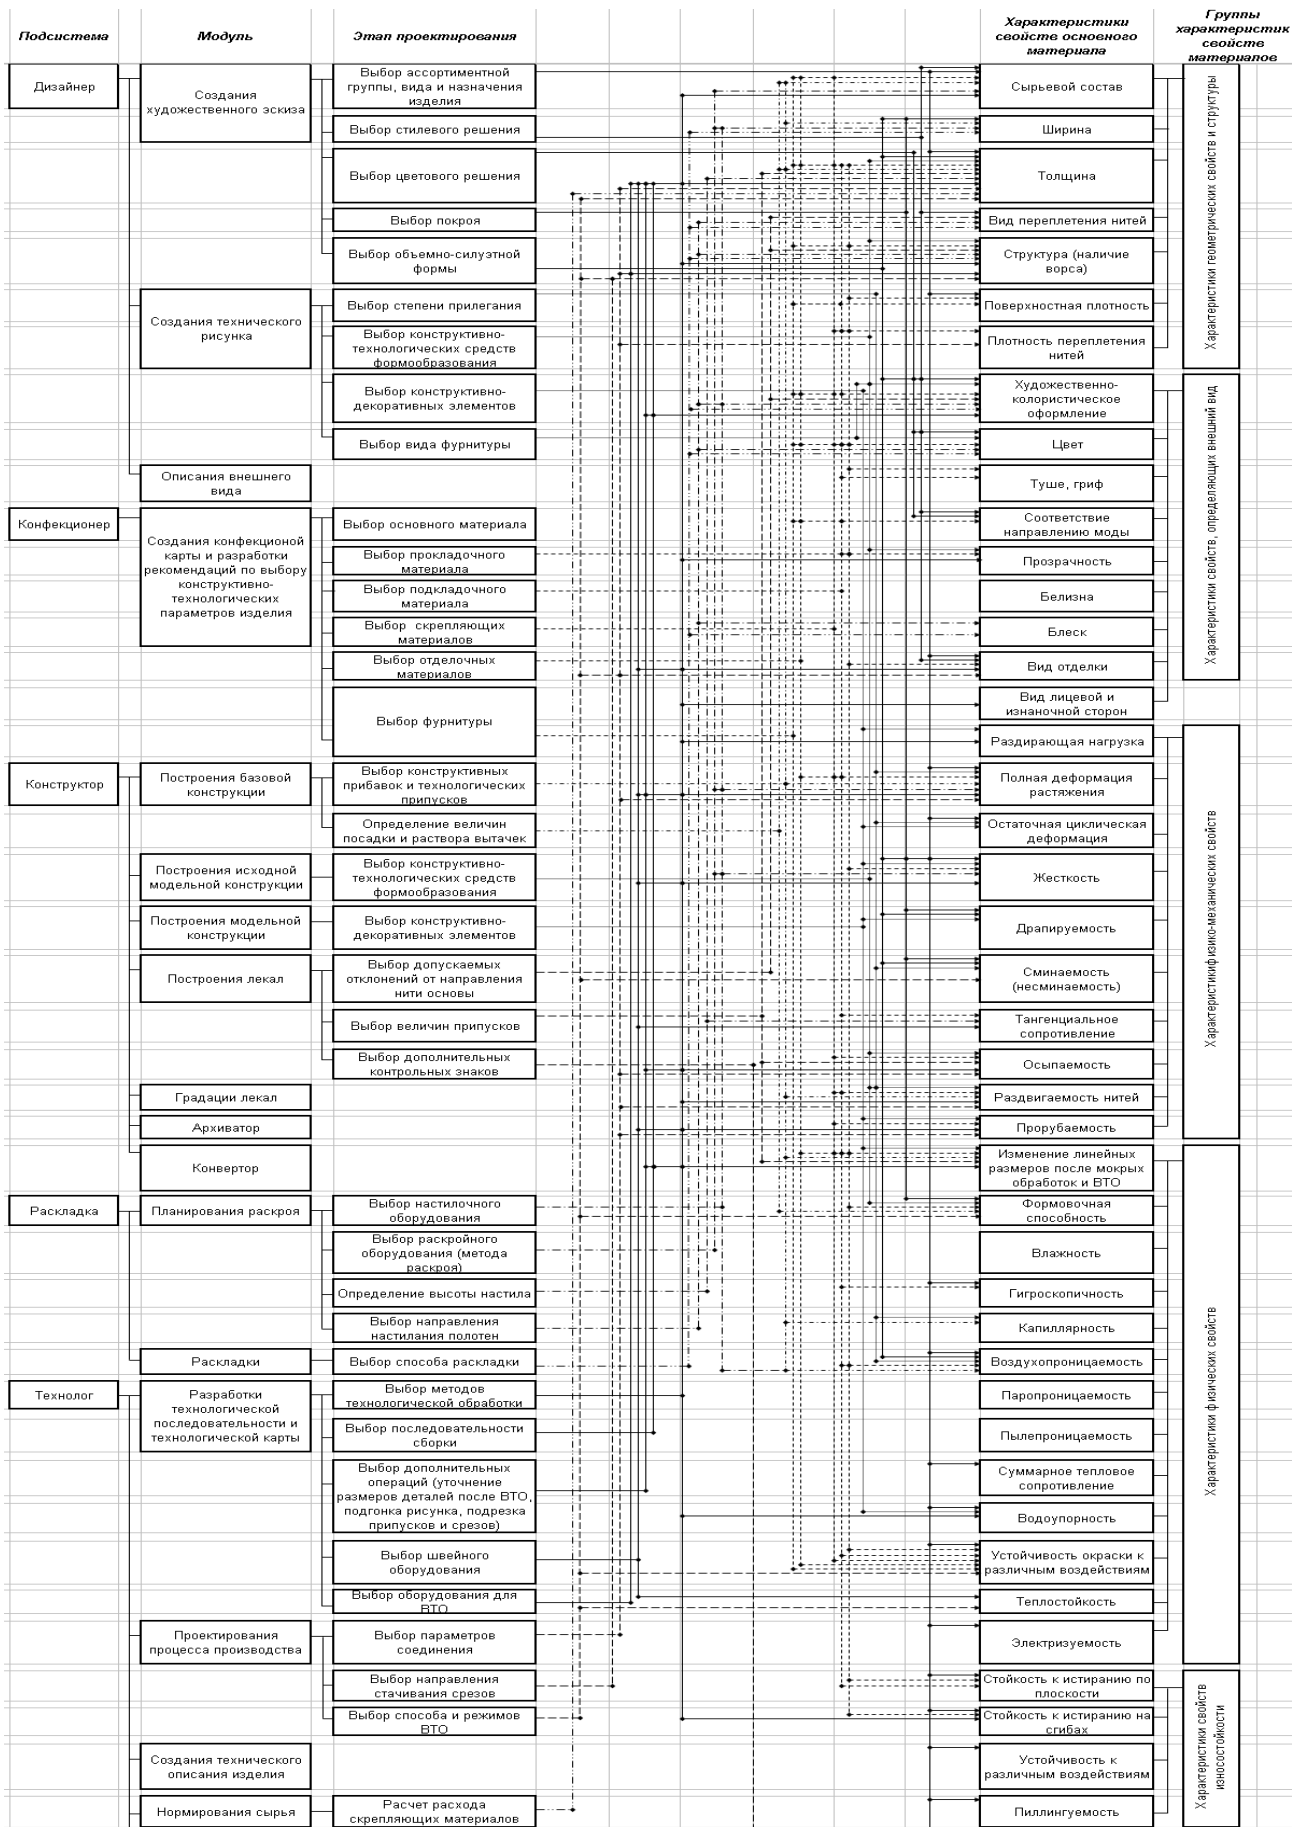 Подсистема
Модуль
Этап проектирования
Характеристики
свойств основного
материала
Группы
характеристик
свойств
материалов
Дизайнер
Создания
художественного эскиза
Выбор ассортиментной
группы, вида и назначения
изделия
Выбор стилевого решения
Выбор цветового решения
Выбор покроя
Выбор объемно-силуэтной
формы
Создания технического
рисунка
Выбор степени прилегания
Выбор конструктивно-
технологических средств
формообразования
Выбор конструктивно-
декоративных элементов
Выбор вида фурнитуры
Описания внешнего
вида
Конфекционер
Создания конфекционой
карты и разработки
рекомендаций по выбору
конструктивно-
технологических
параметров изделия
Выбор основного материала
Выбор прокладочного
материала
Выбор подкладочного
материала
Выбор скрепляющих
материалов
Выбор отделочных
материалов
Выбор фурнитуры
Конструктор
Построения базовой
конструкции
Выбор конструктивных
прибавок и технологических
припусков
Определение величин
посадки и раствора вытачек
Построения исходной
модельной конструкции
Выбор конструктивно-
технологических средств
формообразования
Построения модельной
конструкции
Выбор конструктивно-
декоративных элементов
Построения лекал
Выбор допускаемых
отклонений от направления
нити основы
Выбор величин припусков
Выбор дополнительных
контрольных знаков
Градации лекал
Архиватор
Конвертор
Раскладка
Планирования раскроя
Выбор настилочного
оборудования
Выбор раскройного
оборудования (метода
раскроя)
Определение высоты настила
Выбор направления
настилания полотен
Раскладки
Выбор способа раскладки
Технолог
Разработки
технологической
последовательности и
технологической карты
Выбор методов
технологической обработки
Выбор последовательности
сборки
Выбор дополнительных
операций (уточнение
размеров деталей после ВТО,
подгонка рисунка, подрезка
припусков и срезов)
Выбор швейного
оборудования
Выбор оборудования для
ВТО
Проектирования
процесса производства
Выбор параметров
соединения
Выбор направления
стачивания срезов
Выбор способа и режимов
ВТО
Создания технического
описания изделия
Нормирования сырья
Расчет расхода
скрепляющих материалов
Сырьевой состав
Ширина
Толщина
Вид переплетения нитей
Структура (наличие
ворса)
Поверхностная плотность
Плотность переплетения
нитей
Художественно-
колористическое
оформление
Цвет
Туше, гриф
Соответствие
направлению моды
Прозрачность
Белизна
Блеск
Вид отделки
Вид лицевой и
изнаночной сторон
Раздирающая нагрузка
Полная деформация
растяжения
Остаточная циклическая
деформация
Жесткость
Драпируемость
Сминаемость
(несминаемость)
Тангенциальное
сопротивление
Осыпаемость
Раздвигаемость нитей
Прорубаемость
Изменение линейных
размеров после мокрых
обработок и ВТО
Формовочная
способность
Влажность
Гигроскопичность
Капиллярность
Воздухопроницаемость
Паропроницаемость
Пылепроницаемость
Суммарное тепловое
сопротивление
Водоупорность
Устойчивость окраски к
различным воздействиям
Теплостойкость
Электризуемость
Стойкость к истиранию по
плоскости
Стойкость к истиранию на
сгибах
Устойчивость к
различным воздействиям
Пиллингуемость
Характеристики геометрических свойств и структуры
Характеристики свойств, определяющих внешний вид
Характеристикифизико-механических свойств
Характеристики физических свойств
Характеристики свойств
износостойкости